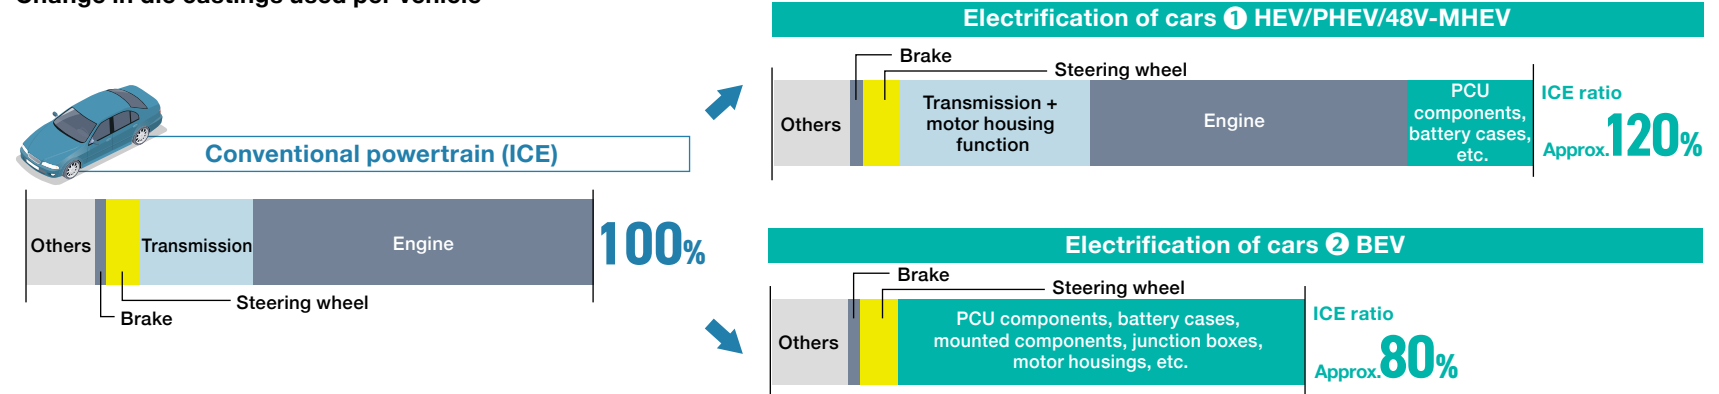 Change in die castings used per vehicle
Conventional powertrain (ICE)
Others
Transmission
Engine
100%
Steering wheel
Brake
Electrification of cars ❶ HEV/PHEV/48V-MHEV
Brake
Steering wheel
Others
Transmission +
motor housing
function
Engine
PCU
components,
battery cases,
etc.
ICE ratio
Approx.120%
Electrification of cars ❷ BEV
Brake
Steering wheel
Others
PCU components, battery cases,
mounted components, junction boxes,
motor housings, etc.
ICE ratio
Approx.80%